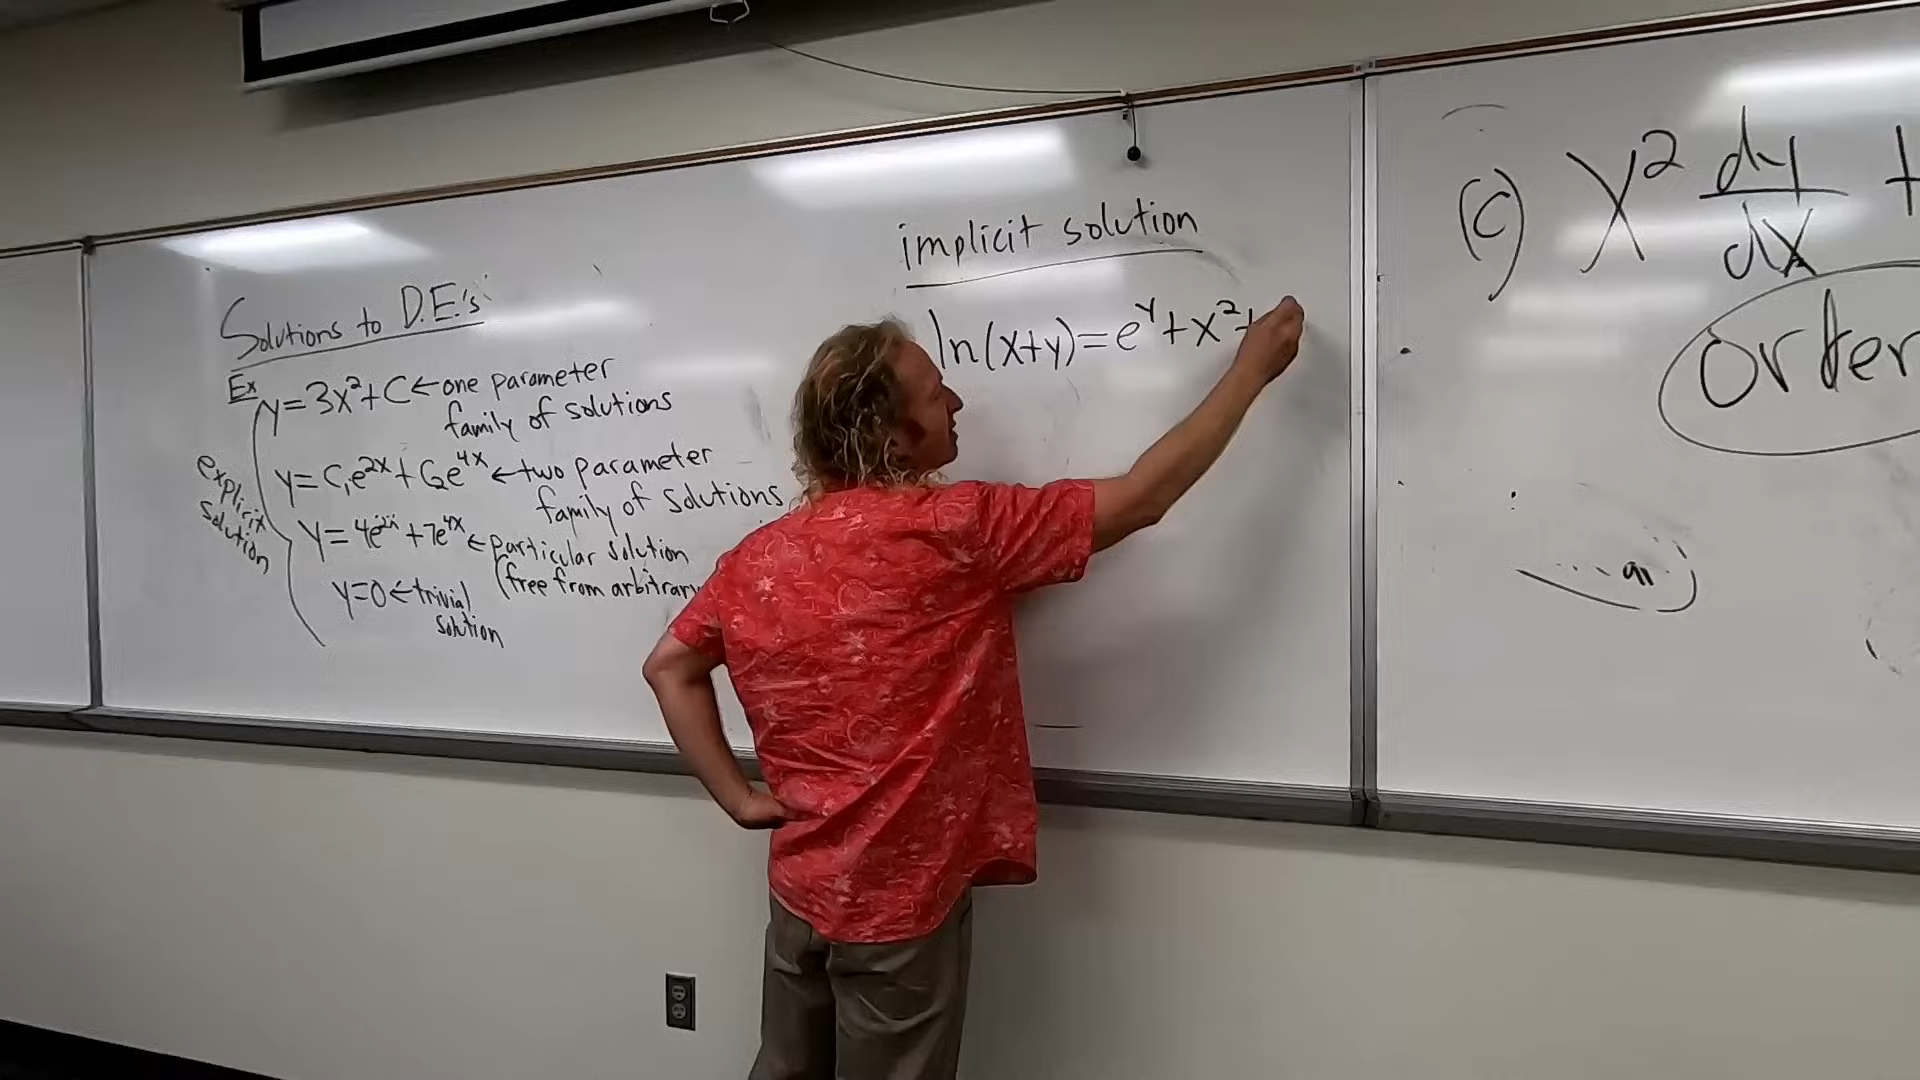 Solutions to D.E.'s
Ex y=3x²+C ← one parameter
family of solutions
y=C₁e^2x+C₂e^4x ← two parameter
family of solutions
y=4e^2x+7e^4x ← particular solution
(free from arbitrary
y=0 ← trivial
solution
explicit
solution
implicit solution
ln(x+y)=e^y+x²+
(c) x² dy/dx +
order